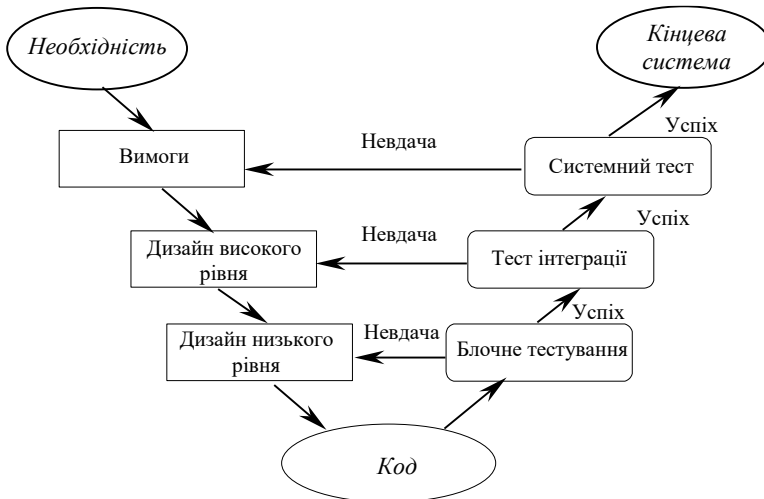 Необхідність
Кінцева
система
Успіх
Невдача
Вимоги
Системний тест
Успіх
Невдача
Дизайн високого
рівня
Тест інтеграції
Успіх
Невдача
Дизайн низького
рівня
Блочне тестування
Код